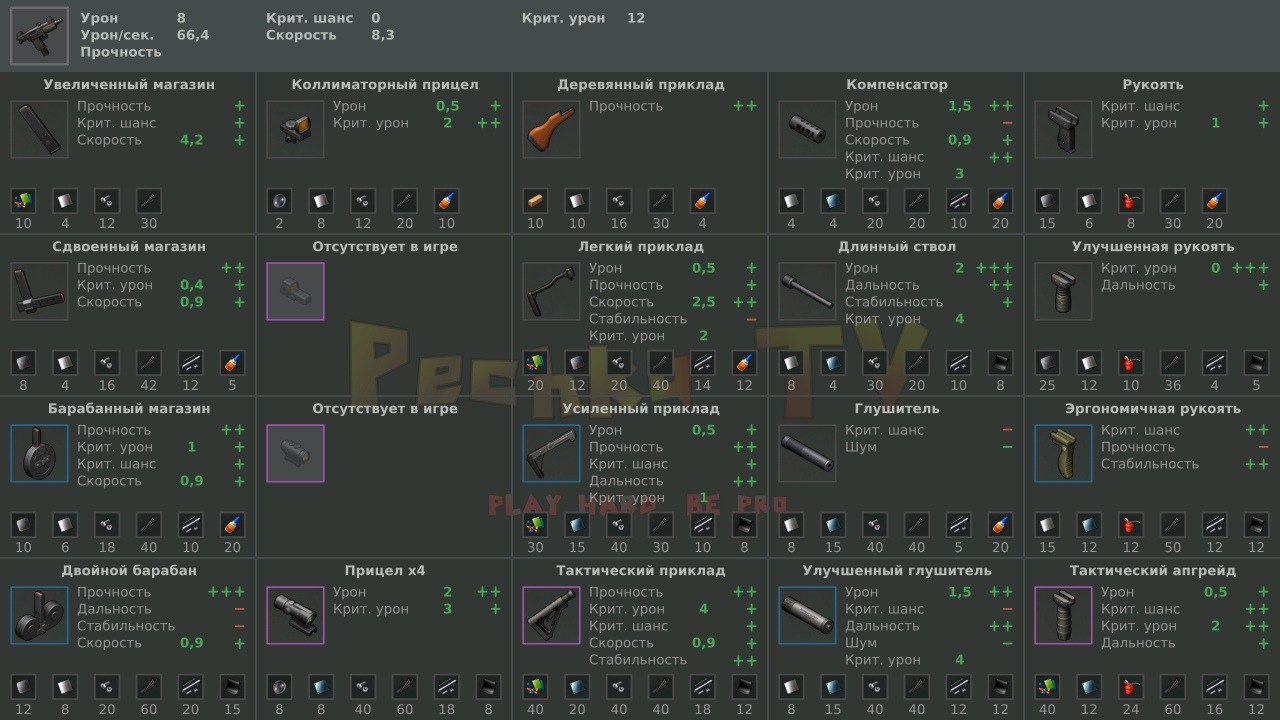 Урон 8 Крит. шанс 0 Крит. урон 12
Урон/сек. 66,4 Скорость 8,3
Прочность
Увеличенный магазин
Прочность +
Крит. шанс +
Скорость 4,2 +
10 4 12 30
Коллиматорный прицел
Урон 0,5 +
Крит. урон 2 ++
2 8 12 20 10
Деревянный приклад
Прочность ++
10 10 16 30 4
Компенсатор
Урон 1,5 ++
Прочность −
Скорость 0,9 +
Крит. шанс ++
Крит. урон 3
4 4 20 20 10 20
Рукоять
Крит. шанс +
Крит. урон 1 +
15 6 8 30 20
Сдвоенный магазин
Прочность ++
Крит. урон 0,4 +
Скорость 0,9 +
8 4 16 42 12 5
Отсутствует в игре
Легкий приклад
Урон 0,5 +
Прочность +
Скорость 2,5 ++
Стабильность −
Крит. урон 2
20 12 20 40 14 12
Длинный ствол
Урон 2 +++
Дальность ++
Стабильность +
Крит. урон 4
8 4 30 20 10 8
Улучшенная рукоять
Крит. урон 0 +++
Дальность +
25 12 10 36 4 5
Pechka TV
Барабанный магазин
Прочность ++
Крит. урон 1 +
Крит. шанс +
Скорость 0,9 +
10 6 18 40 10 20
Отсутствует в игре
Усиленный приклад
Урон 0,5 +
Прочность ++
Крит. шанс +
Дальность ++
Крит. урон 1
30 15 40 30 10 8
Глушитель
Крит. шанс −
Шум −
8 15 40 40 5 20
Эргономичная рукоять
Крит. шанс ++
Прочность −
Стабильность ++
15 12 12 50 12 12
PLAY HARD BE PRO
Двойной барабан
Прочность +++
Дальность −
Стабильность −
Скорость 0,9 +
12 8 20 60 20 15
Прицел x4
Урон 2 ++
Крит. урон 3 +
8 8 40 60 18 8
Тактический приклад
Прочность ++
Крит. урон 4 +
Крит. шанс +
Скорость 0,9 +
Стабильность ++
40 20 40 40 18 12
Улучшенный глушитель
Урон 1,5 ++
Крит. шанс −
Дальность ++
Шум −
Крит. урон 4
8 15 40 40 12 12
Тактический апгрейд
Урон 0,5 +
Крит. шанс ++
Крит. урон 2 ++
Дальность +
40 12 24 60 16 12